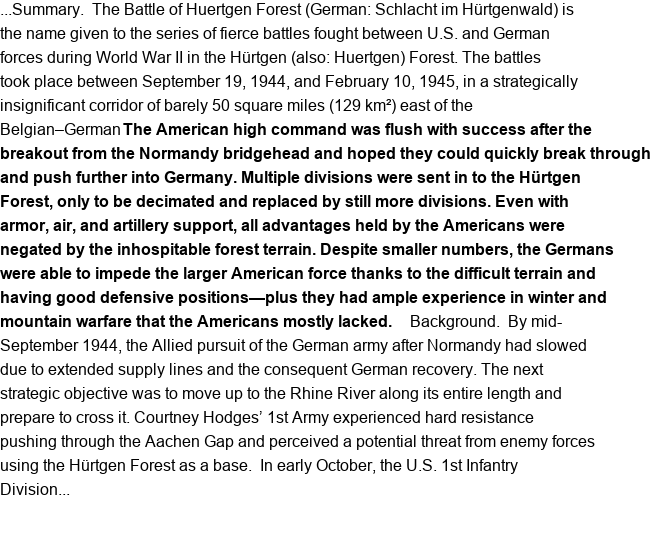 ...Summary.  The Battle of Huertgen Forest (German: Schlacht im Hürtgenwald) is
the name given to the series of fierce battles fought between U.S. and German
forces during World War II in the Hürtgen (also: Huertgen) Forest. The battles
took place between September 19, 1944, and February 10, 1945, in a strategically
insignificant corridor of barely 50 square miles (129 km²) east of the
Belgian–German The American high command was flush with success after the
breakout from the Normandy bridgehead and hoped they could quickly break through
and push further into Germany. Multiple divisions were sent in to the Hürtgen
Forest, only to be decimated and replaced by still more divisions. Even with
armor, air, and artillery support, all advantages held by the Americans were
negated by the inhospitable forest terrain. Despite smaller numbers, the Germans
were able to impede the larger American force thanks to the difficult terrain and
having good defensive positions—plus they had ample experience in winter and
mountain warfare that the Americans mostly lacked.    Background.  By mid-
September 1944, the Allied pursuit of the German army after Normandy had slowed
due to extended supply lines and the consequent German recovery. The next
strategic objective was to move up to the Rhine River along its entire length and
prepare to cross it. Courtney Hodges’ 1st Army experienced hard resistance
pushing through the Aachen Gap and perceived a potential threat from enemy forces
using the Hürtgen Forest as a base.  In early October, the U.S. 1st Infantry
Division...